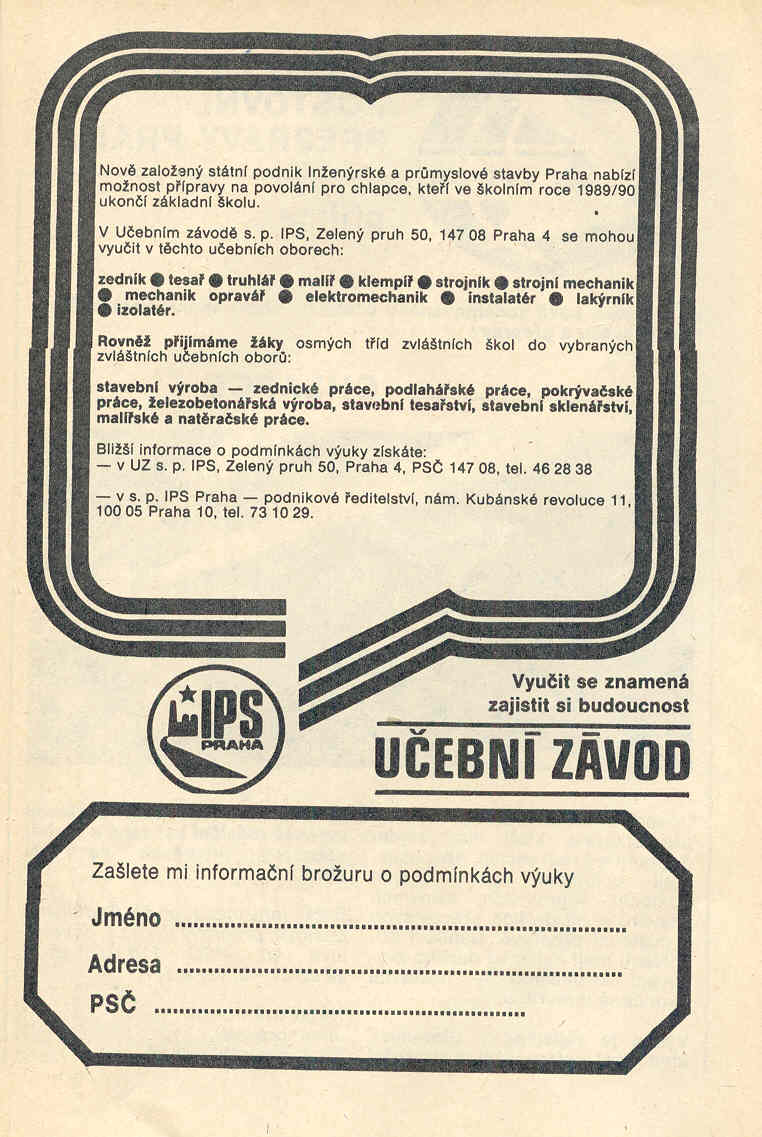 Nově založený státní podnik Inženýrské a průmyslové stavby Praha nabízí
možnost přípravy na povolání pro chlapce, kteří ve školním roce 1989/90
ukončí základní školu.
V Učebním závodě s. p. IPS, Zelený pruh 50, 147 08 Praha 4 se mohou
vyučit v těchto učebních oborech:
zedník ● tesař ● truhlář ● malíř ● klempíř ● strojník ● strojní mechanik
● mechanik opravář ● elektromechanik ● instalatér ● lakýrník
● izolatér.
Rovněž přijímáme žáky osmých tříd zvláštních škol do vybraných
zvláštních učebních oborů:
stavební výroba — zednické práce, podlahářské práce, pokrývačské
práce, železobetonářská výroba, stavební tesařství, stavební sklenářství,
malířské a natěračské práce.
Bližší informace o podmínkách výuky získáte:
— v UZ s. p. IPS, Zelený pruh 50, Praha 4, PSČ 147 08, tel. 46 28 38
— v s. p. IPS Praha — podnikové ředitelství, nám. Kubánské revoluce 11,
100 05 Praha 10, tel. 73 10 29.
IPS
PRAHA
Vyučit se znamená
zajistit si budoucnost
UČEBNÍ ZÁVOD
Zašlete mi informační brožuru o podmínkách výuky
Jméno ........................................
Adresa ........................................
PSČ ........................................